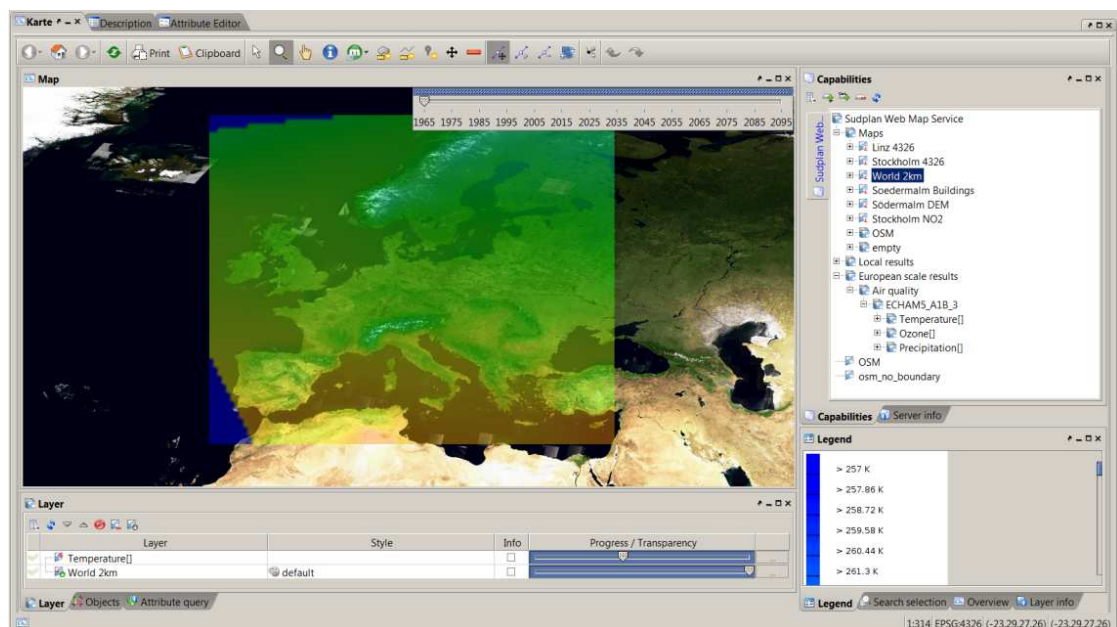 Karte
Description
Attribute Editor
Print
Clipboard
Map
1965 1975 1985 1995 2005 2015 2025 2035 2045 2055 2065 2075 2085 2095
Capabilities
Sudplan Web...
Sudplan Web Map Service
Maps
Linz 4326
Stockholm 4326
World 2km
Soedermalm Buildings
Södermalm DEM
Stockholm NO2
OSM
empty
Local results
European scale results
Air quality
ECHAM5_A1B_3
Temperature[]
Ozone[]
Precipitation[]
OSM
osm_no_boundary
Capabilities
Server info
Legend
> 257 K
> 257.86 K
> 258.72 K
> 259.58 K
> 260.44 K
> 261.3 K
Legend
Search selection
Overview
Layer info
Layer
Layer Style Info Progress / Transparency
Temperature[]
World 2km default
Layer
Objects
Attribute query
1:314 EPSG:4326 (-23.29,27.26) (-23.29,27.26)